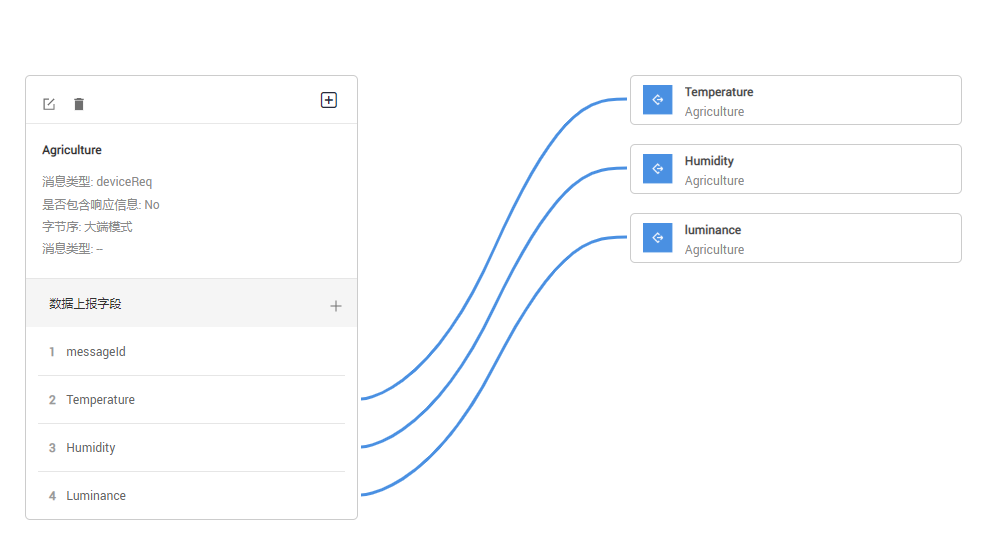 Agriculture
消息类型: deviceReq
是否包含响应信息: No
字节序: 大端模式
消息类型: --
数据上报字段
1 messageId
2 Temperature
3 Humidity
4 Luminance
Temperature
Agriculture
Humidity
Agriculture
luminance
Agriculture